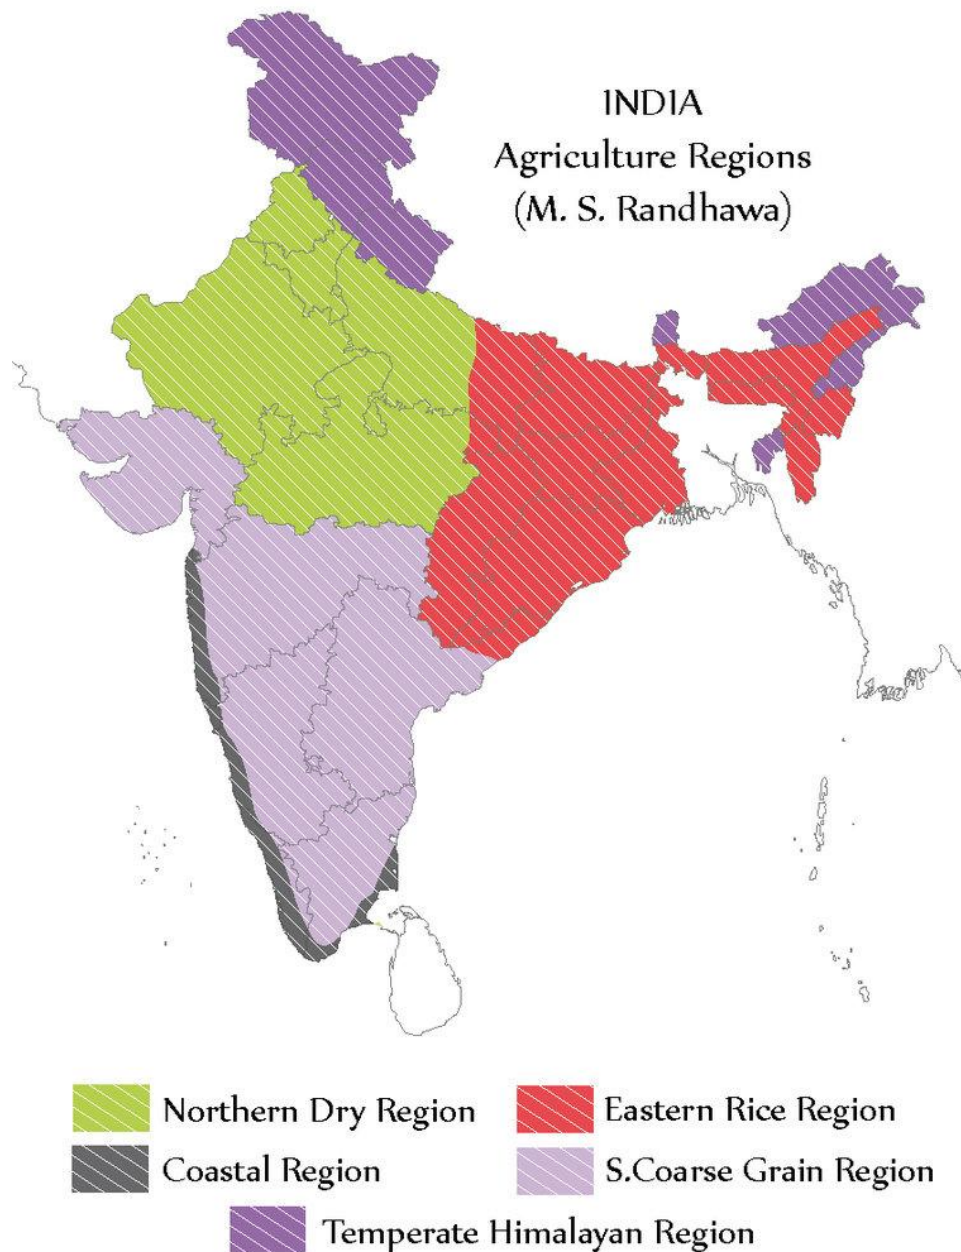 INDIA
Agriculture Regions
(M. S. Randhawa)
Northern Dry Region
Eastern Rice Region
Coastal Region
S.Coarse Grain Region
Temperate Himalayan Region